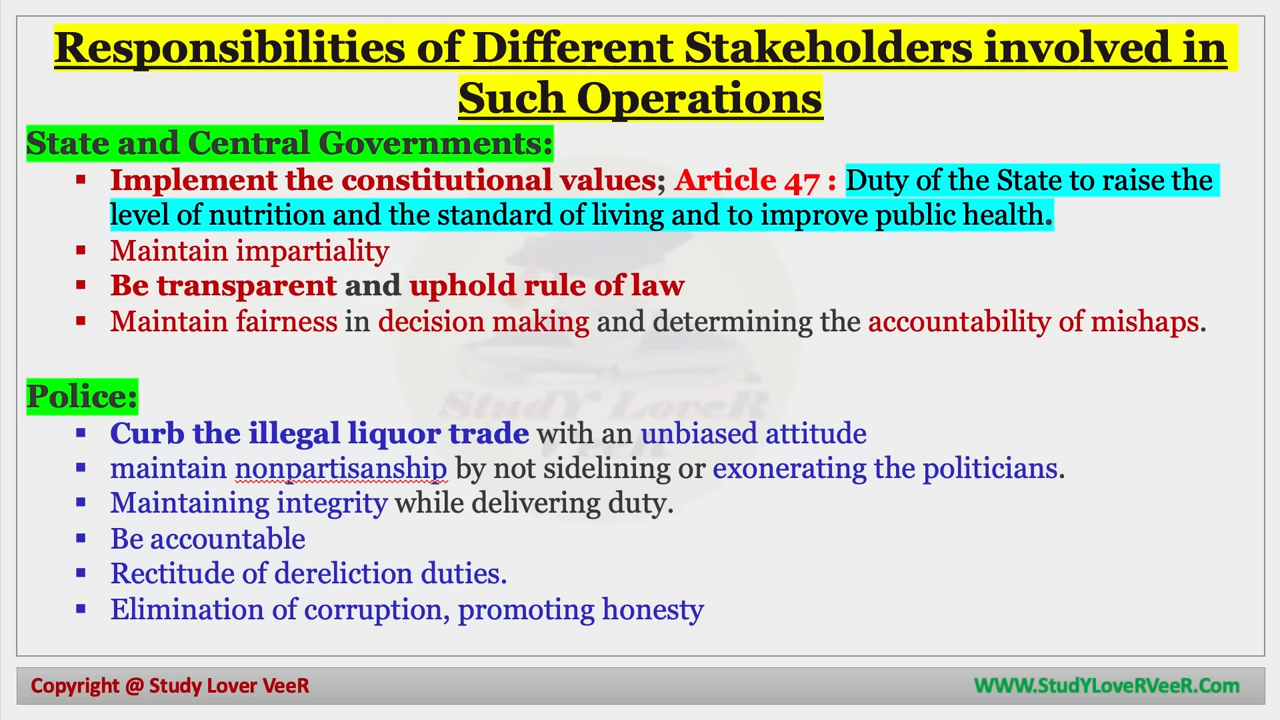 Responsibilities of Different Stakeholders involved in
Such Operations
State and Central Governments:
▪ Implement the constitutional values; Article 47 : Duty of the State to raise the
level of nutrition and the standard of living and to improve public health.
▪ Maintain impartiality
▪ Be transparent and uphold rule of law
▪ Maintain fairness in decision making and determining the accountability of mishaps.
Police:
▪ Curb the illegal liquor trade with an unbiased attitude
▪ maintain nonpartisanship by not sidelining or exonerating the politicians.
▪ Maintaining integrity while delivering duty.
▪ Be accountable
▪ Rectitude of dereliction duties.
▪ Elimination of corruption, promoting honesty
StudY LoveR
VEER
Copyright @ Study Lover VeeR
WWW.StudYLoveRVeeR.Com